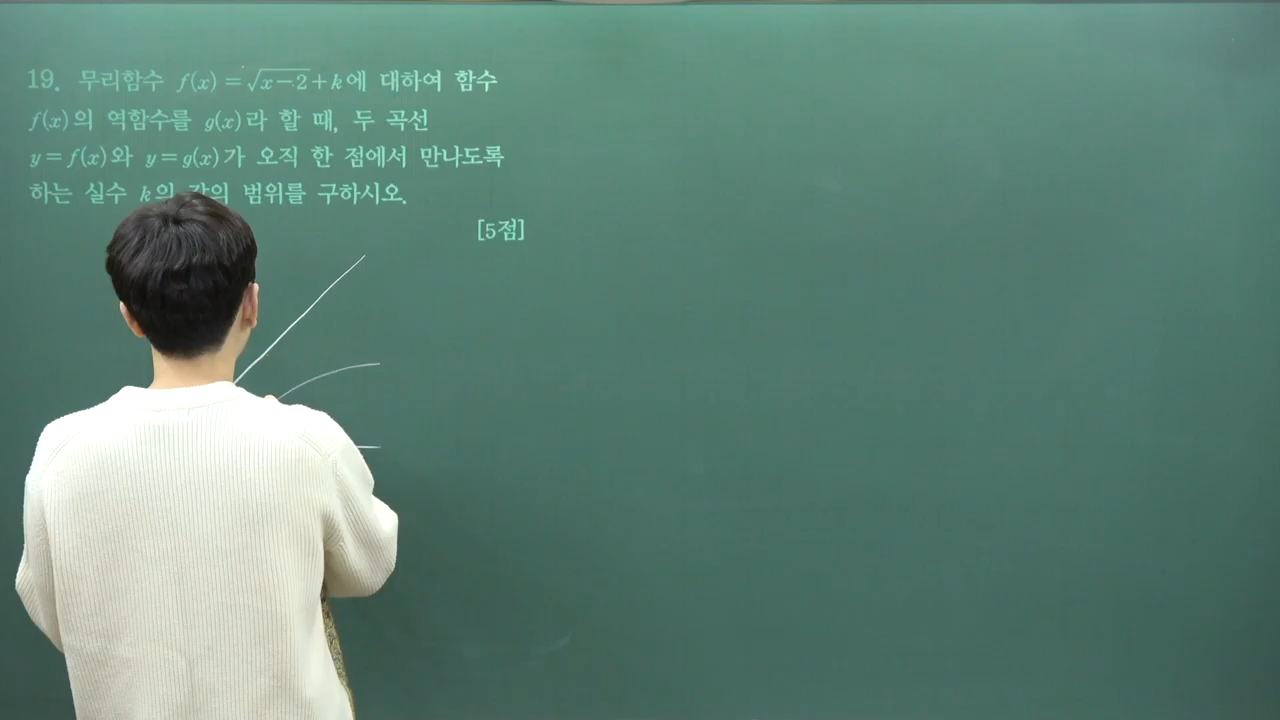 19. 무리함수 f(x) = √(x-2) + k에 대하여 함수
f(x)의 역함수를 g(x)라 할 때, 두 곡선
y = f(x)와 y = g(x)가 오직 한 점에서 만나도록
하는 실수 k의 값의 범위를 구하시오.
[5점]